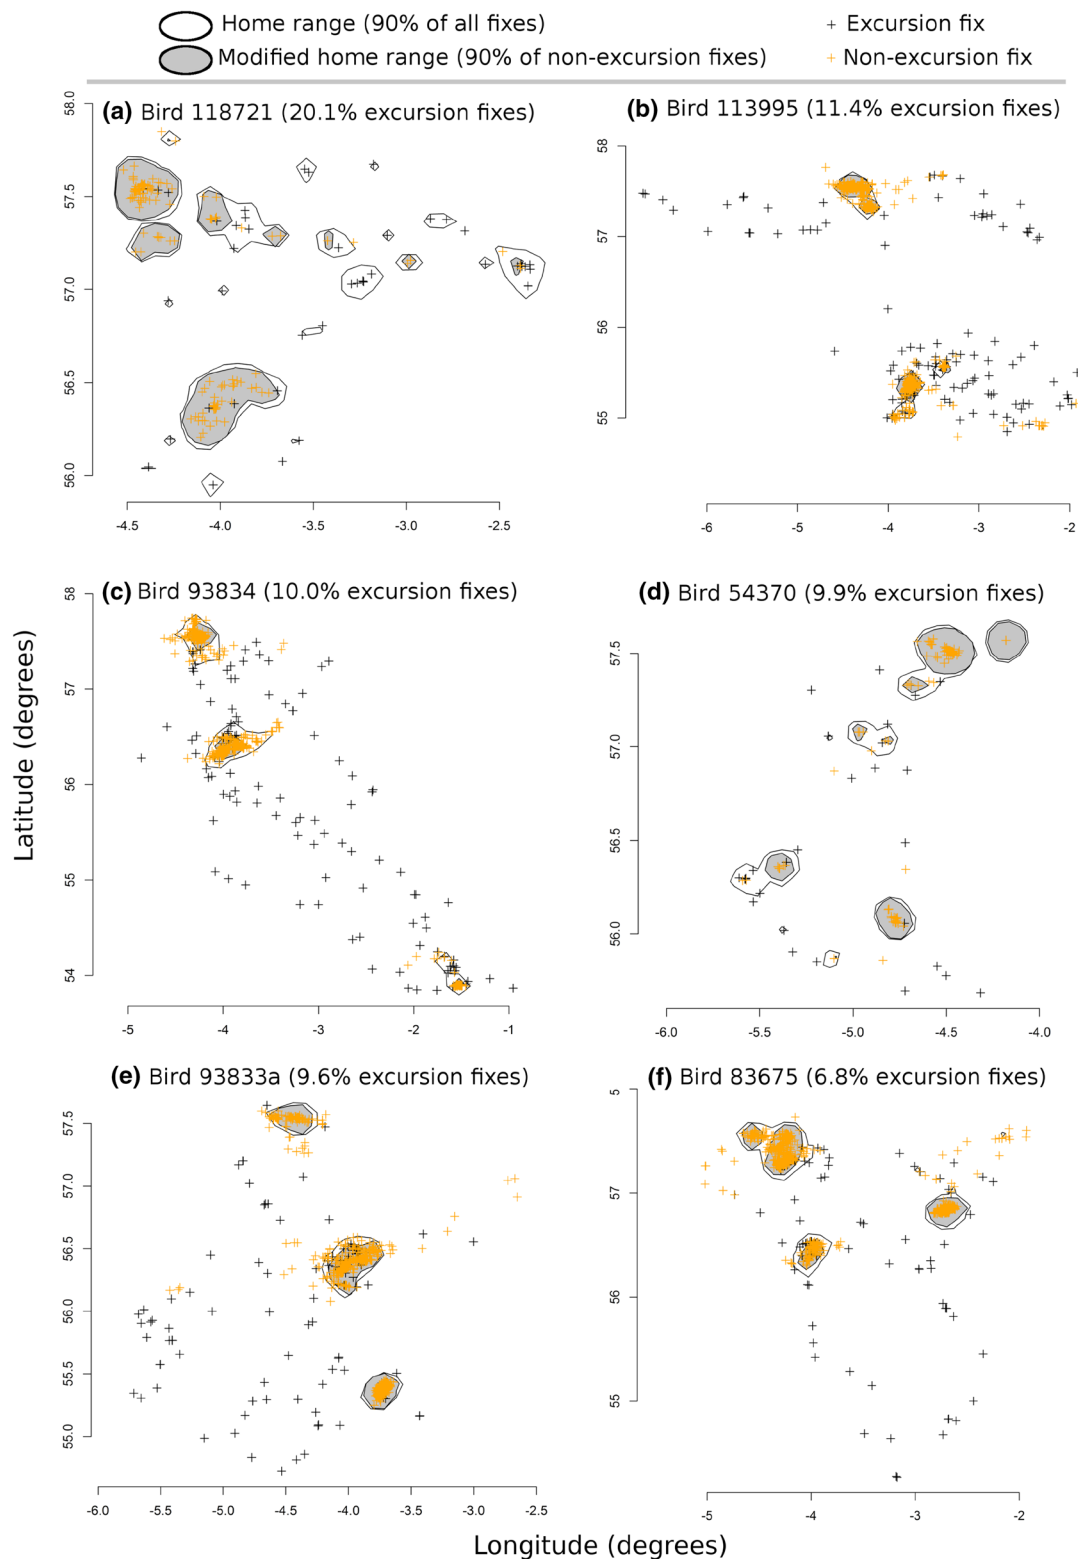 Home range (90% of all fixes)
Modified home range (90% of non-excursion fixes)
+ Excursion fix
+ Non-excursion fix
(a) Bird 118721 (20.1% excursion fixes)
58.0
57.5
57.0
56.5
56.0
-4.5 -4.0 -3.5 -3.0 -2.5
(b) Bird 113995 (11.4% excursion fixes)
58
57
56
55
-6 -5 -4 -3 -2
(c) Bird 93834 (10.0% excursion fixes)
58
57
56
55
54
-5 -4 -3 -2 -1
(d) Bird 54370 (9.9% excursion fixes)
57.5
57.0
56.5
56.0
-6.0 -5.5 -5.0 -4.5 -4.0
(e) Bird 93833a (9.6% excursion fixes)
57.5
57.0
56.5
56.0
55.5
55.0
-6.0 -5.0 -4.5 -4.0 -3.5 -3.0 -2.5
(f) Bird 83675 (6.8% excursion fixes)
5
57
56
55
-5 -4 -3 -2
Latitude (degrees)
Longitude (degrees)